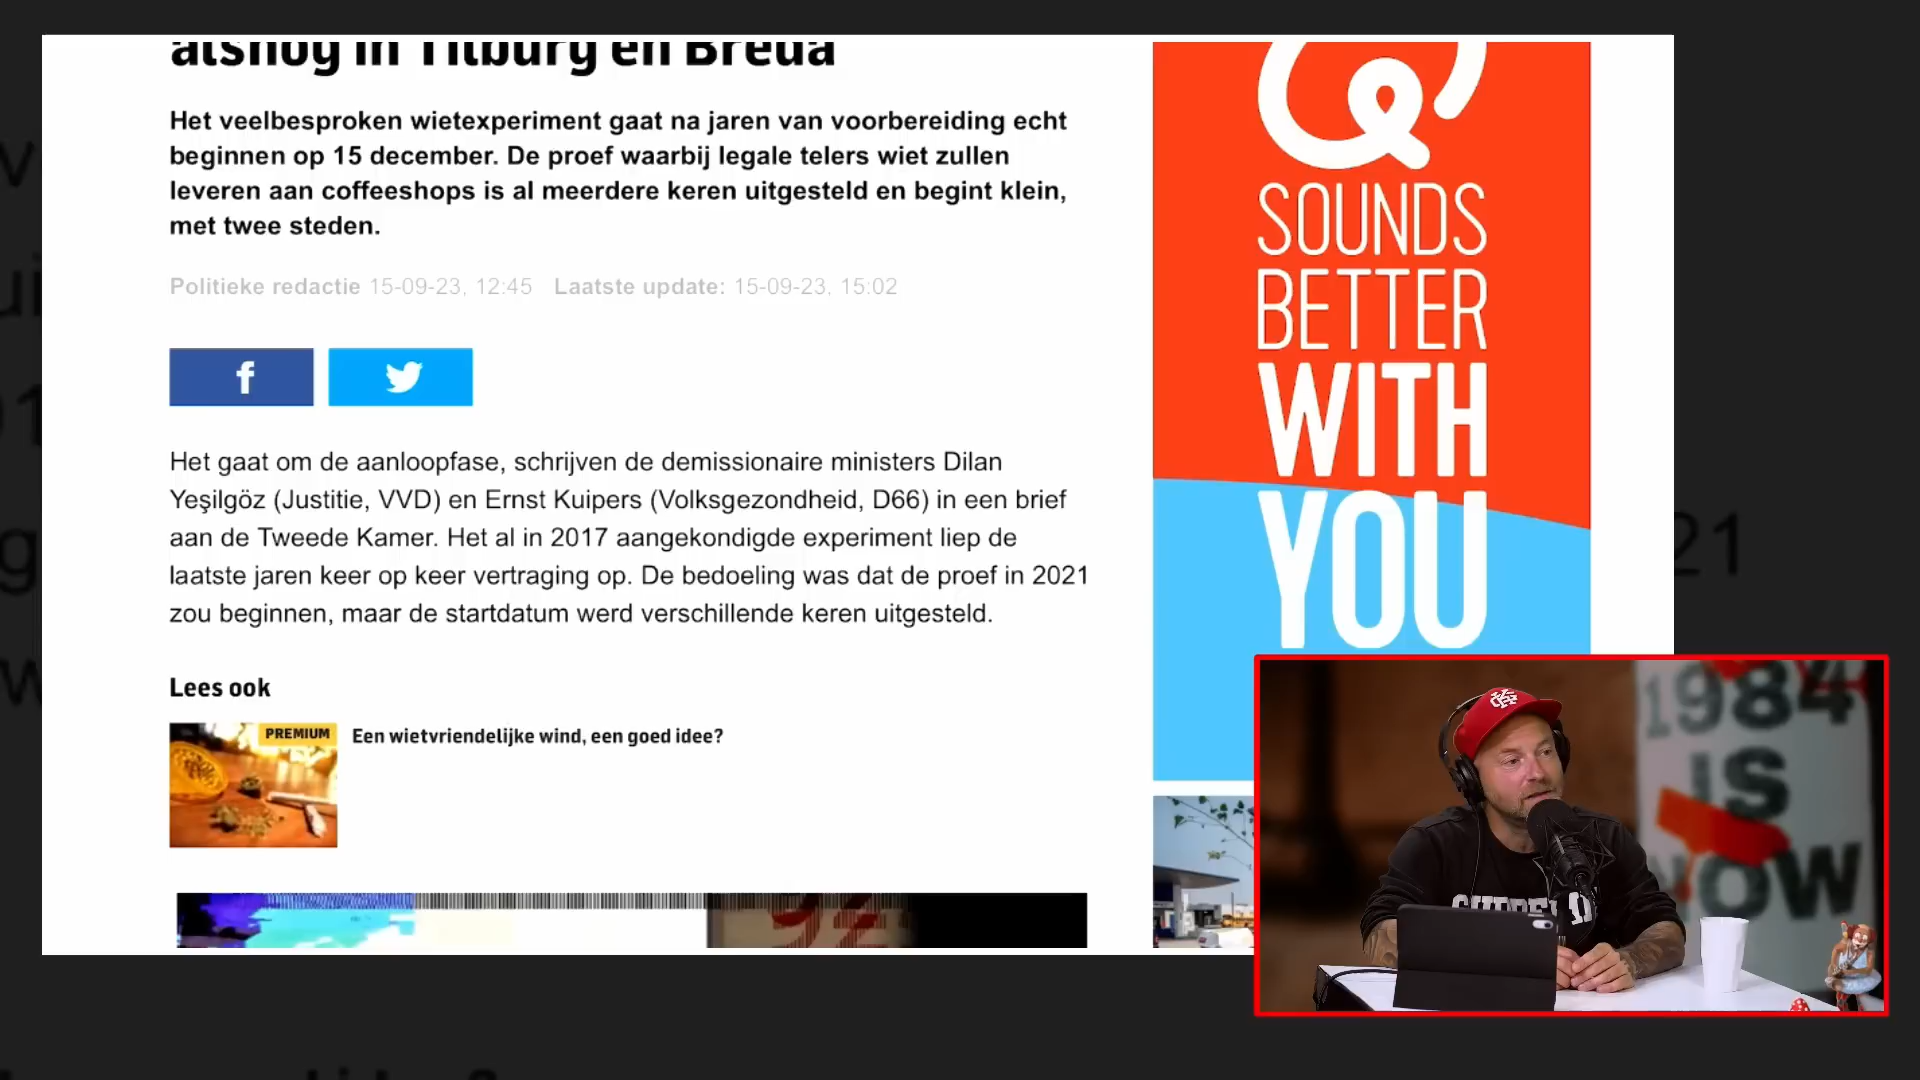 in Tilburg en Breda
Het veelbesproken wietexperiment gaat na jaren van voorbereiding echt
beginnen op 15 december. De proef waarbij legale telers wiet zullen
leveren aan coffeeshops is al meerdere keren uitgesteld en begint klein,
met twee steden.
Politieke redactie 15-09-23, 12:45 Laatste update: 15-09-23, 15:02
f
Het gaat om de aanloopfase, schrijven de demissionaire ministers Dilan
Yeşilgöz (Justitie, VVD) en Ernst Kuipers (Volksgezondheid, D66) in een brief
aan de Tweede Kamer. Het al in 2017 aangekondigde experiment liep de
laatste jaren keer op keer vertraging op. De bedoeling was dat de proef in 2021
zou beginnen, maar de startdatum werd verschillende keren uitgesteld.
Lees ook
PREMIUM
Een wietvriendelijke wind, een goed idee?
SOUNDS
BETTER
WITH
YOU
1984
IS
NOW
21